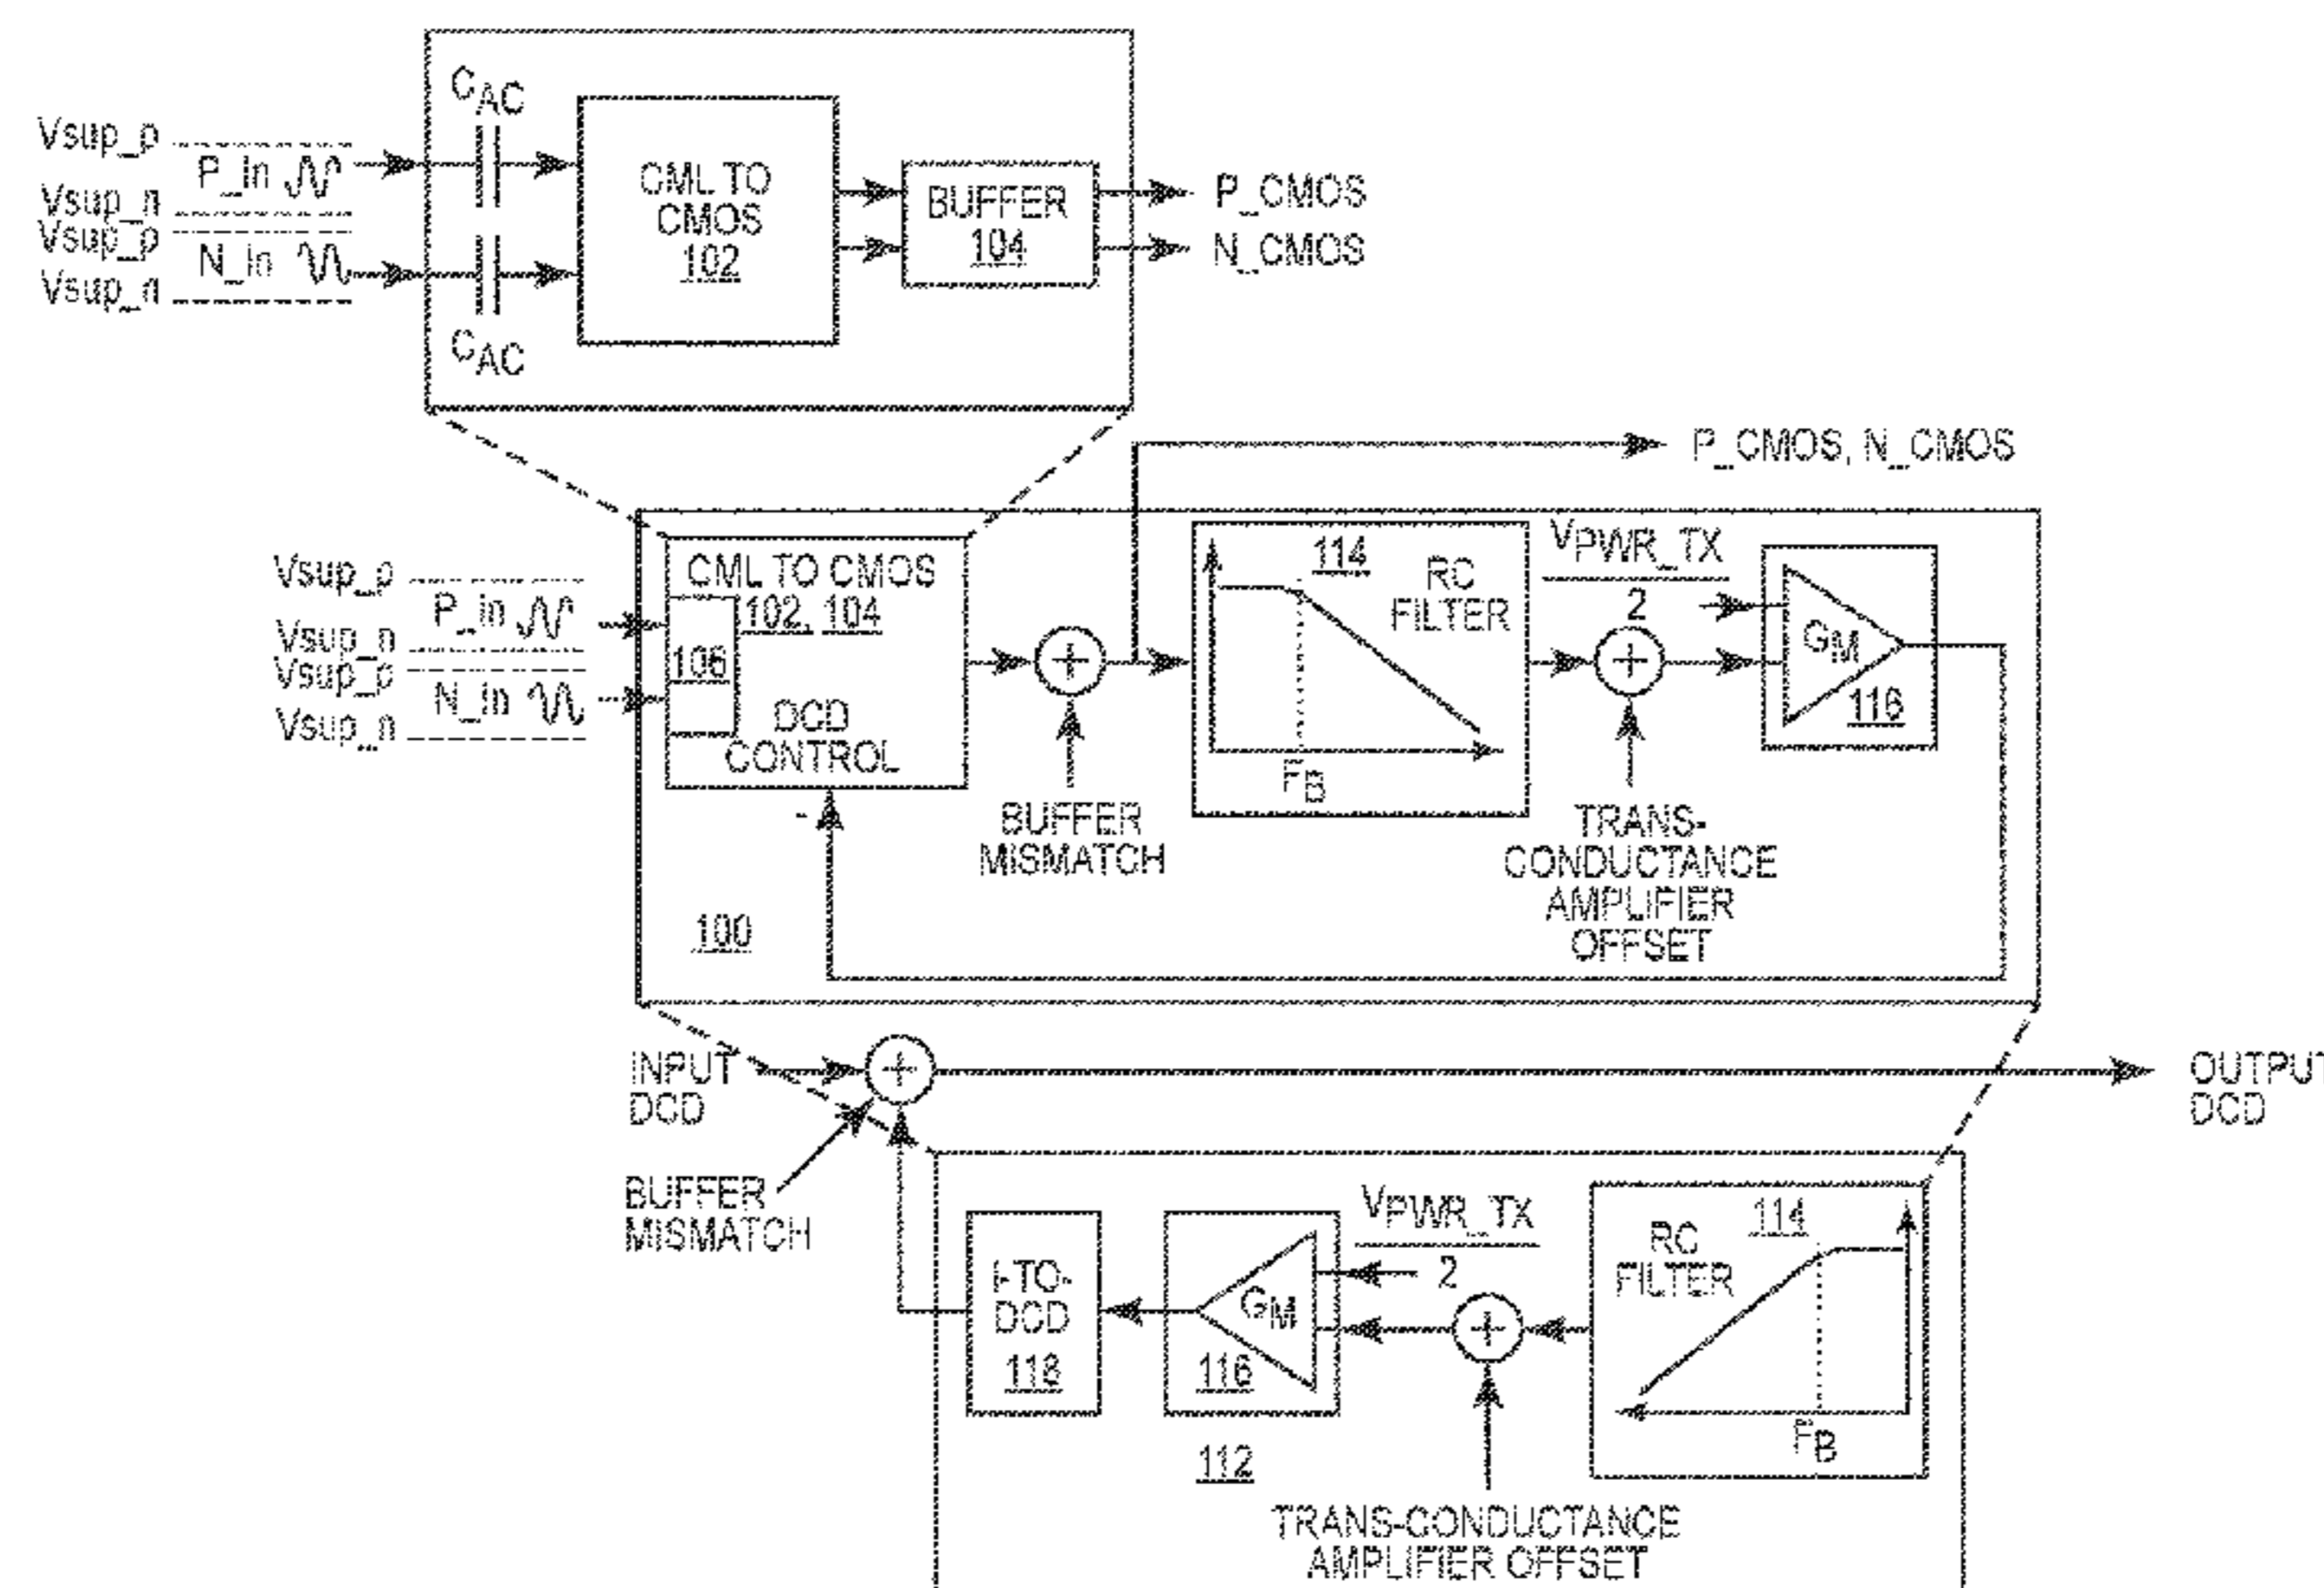 CAC
Vsup_p
P_in
Vsup_n
Vsup_p
N_in
Vsup_n
CAC
CML TO
CMOS
102
BUFFER
104
P_CMOS
N_CMOS
P_CMOS, N_CMOS
Vsup_p
P_in
Vsup_n
Vsup_p
N_in
Vsup_n
CML TO CMOS
102, 104
106
DCD
CONTROL
-
+
BUFFER
MISMATCH
114
RC
FILTER
FB
VPWR_TX
2
+
GM
116
TRANS-
CONDUCTANCE
AMPLIFIER
OFFSET
100
INPUT
DCD
+
OUTPUT
DCD
BUFFER
MISMATCH
I-TO-
DCD
118
GM
116
VPWR_TX
2
+
114
RC
FILTER
FB
112
TRANS-CONDUCTANCE
AMPLIFIER OFFSET